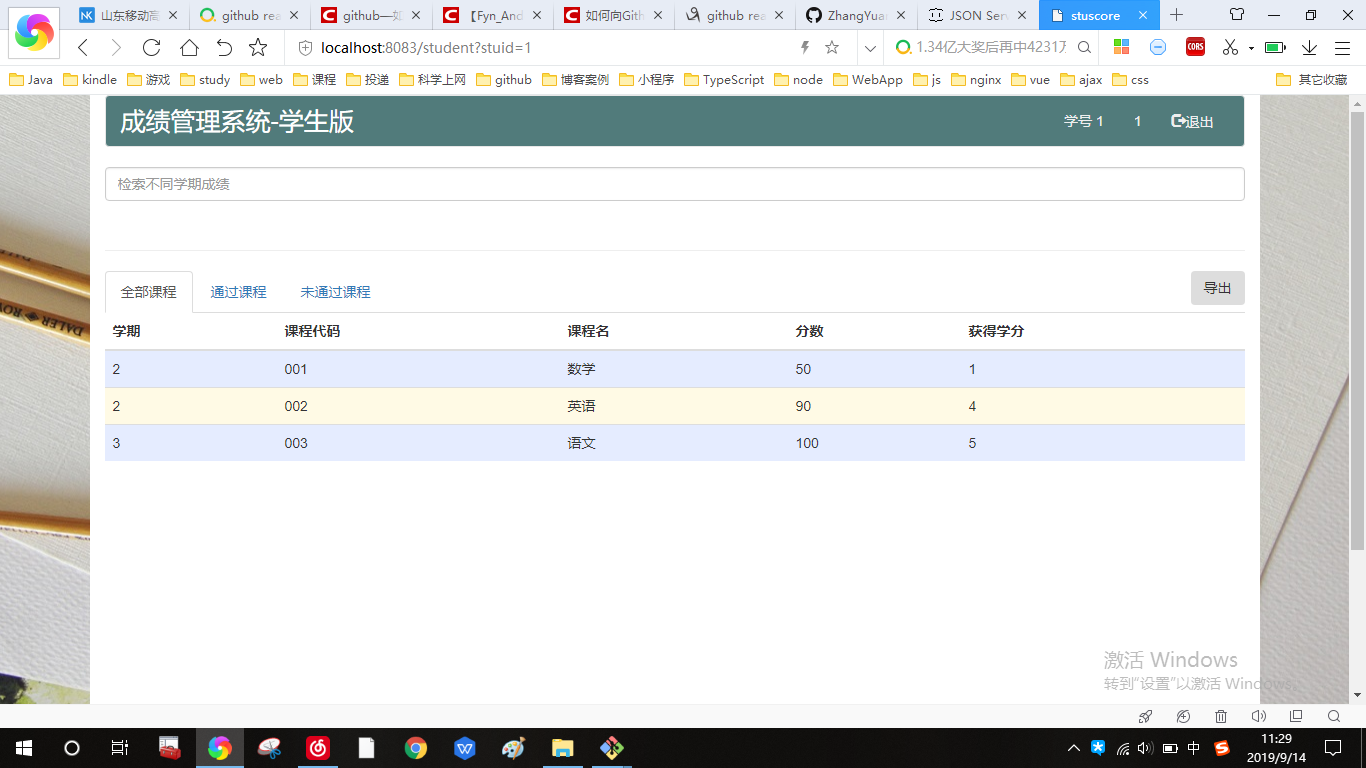 山东移动高
github rea
github—如
【Fyn_And
如何向Gith
github rea
ZhangYuan
JSON Serv
stuscore
localhost:8083/student?stuid=1
1.34亿大奖后再中4231万
CORS
Java kindle 游戏 study web 课程 投递 科学上网 github 博客案例 小程序 TypeScript node WebApp js nginx vue ajax css 其它收藏
成绩管理系统-学生版 学号 1 1 退出
检索不同学期成绩
全部课程 通过课程 未通过课程 导出
学期 课程代码 课程名 分数 获得学分
2 001 数学 50 1
2 002 英语 90 4
3 003 语文 100 5
激活 Windows
转到"设置"以激活 Windows。
中
11:29
2019/9/14